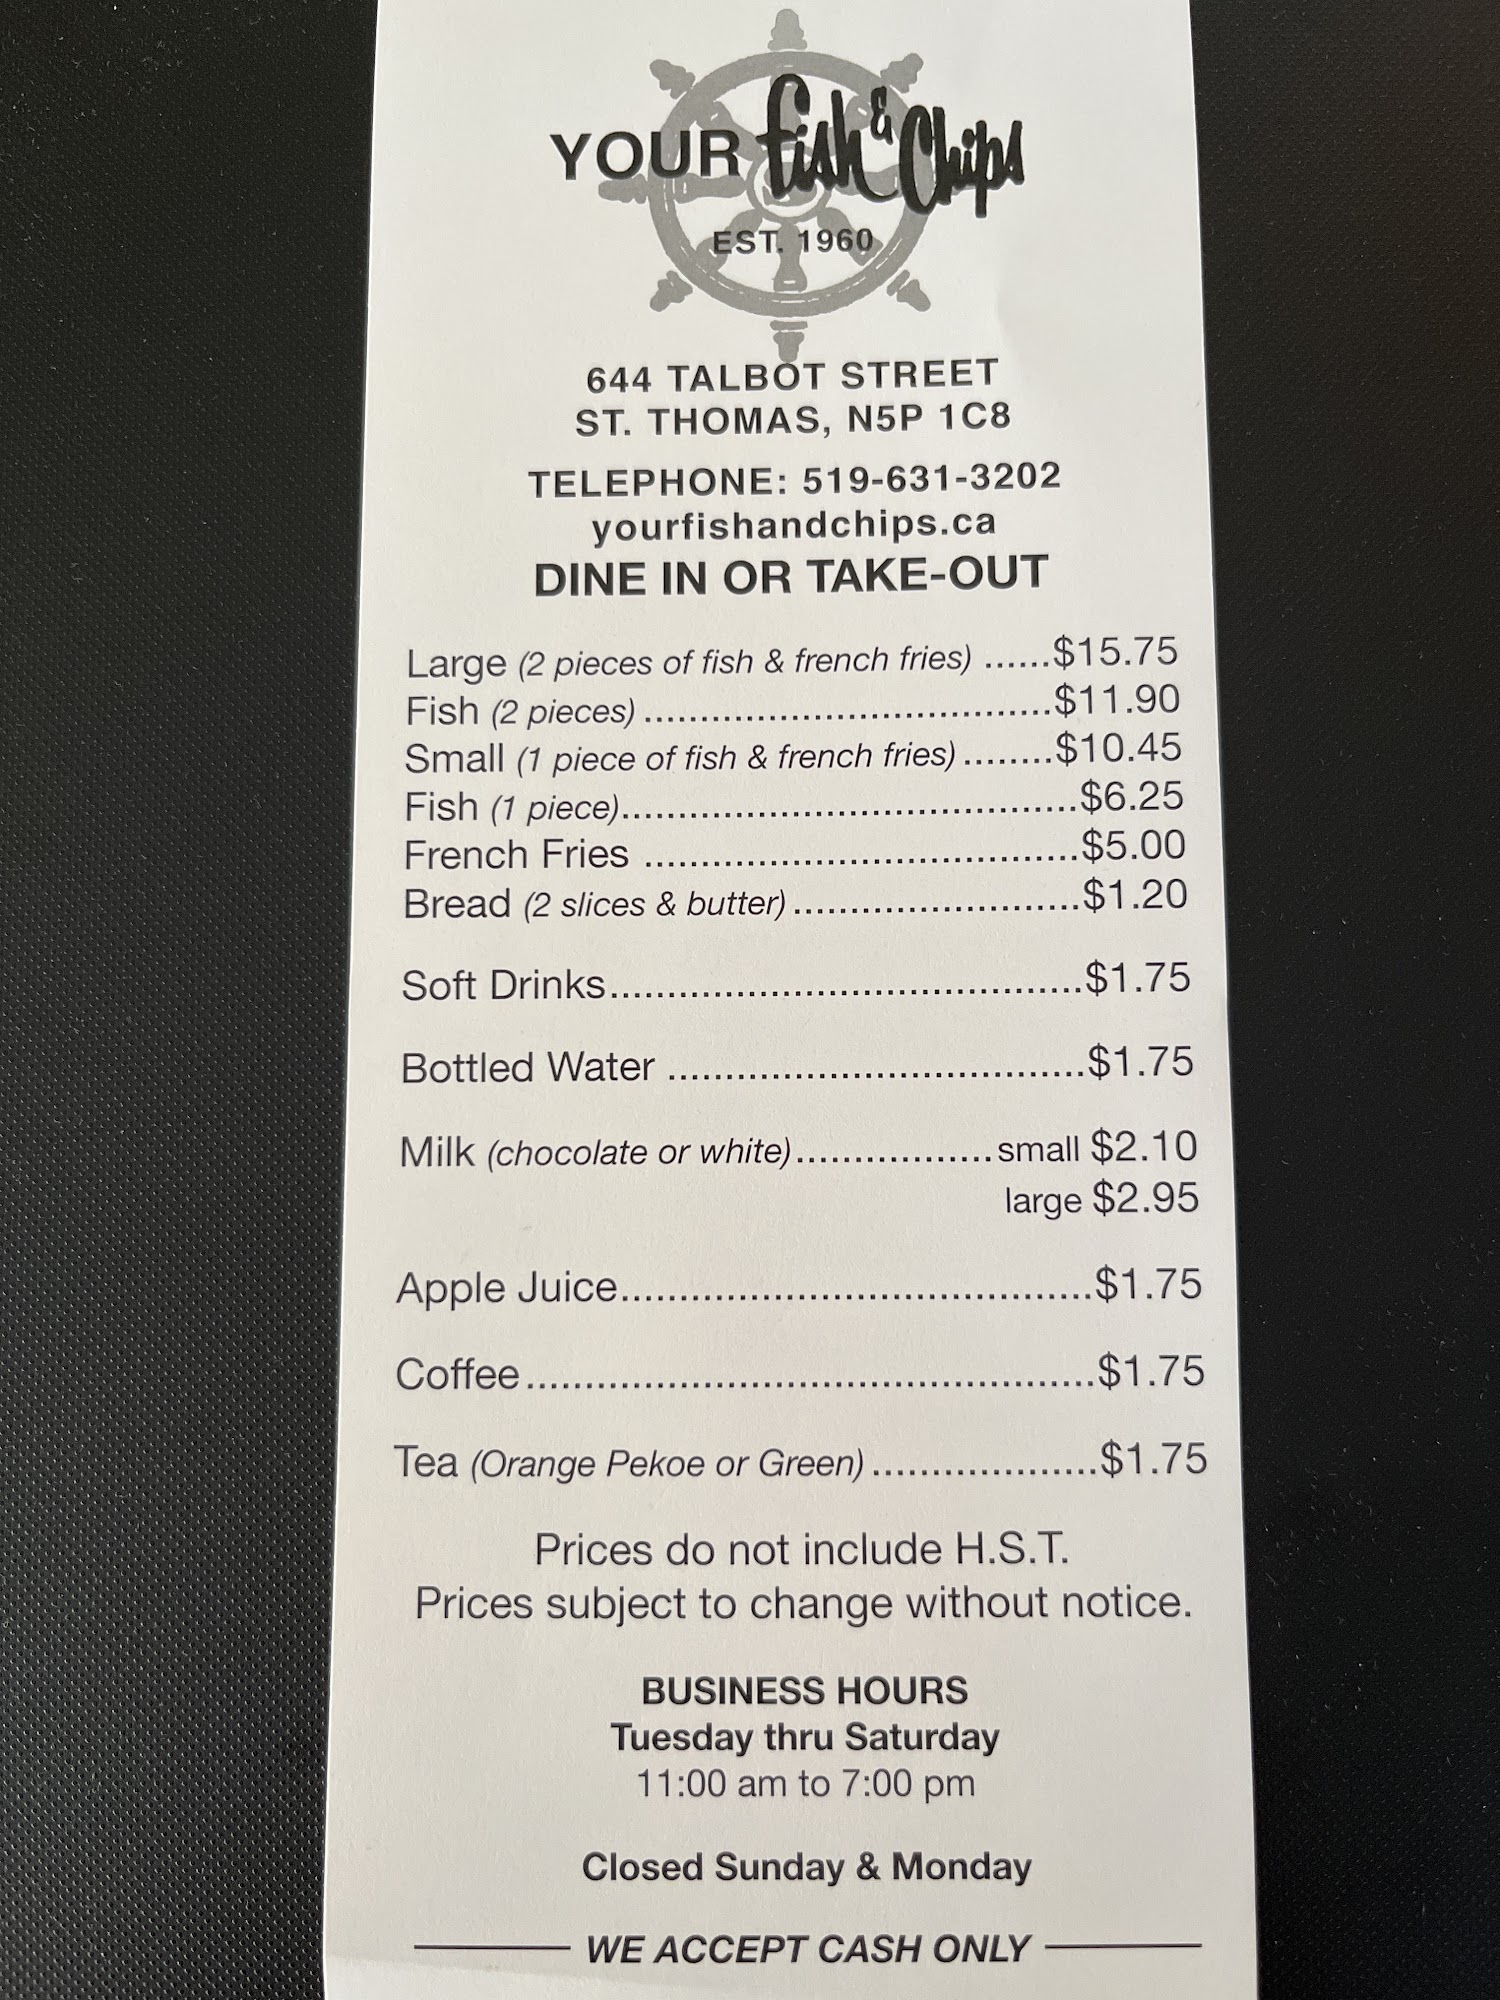 YOUR Fish & Chips
EST. 1960
644 TALBOT STREET
ST. THOMAS, N5P 1C8
TELEPHONE: 519-631-3202
yourfishandchips.ca
DINE IN OR TAKE-OUT
Large (2 pieces of fish & french fries) ......$15.75
Fish (2 pieces) ....................................$11.90
Small (1 piece of fish & french fries) ........$10.45
Fish (1 piece).......................................$6.25
French Fries ......................................$5.00
Bread (2 slices & butter) .........................$1.20
Soft Drinks.........................................$1.75
Bottled Water ....................................$1.75
Milk (chocolate or white).................small $2.10
large $2.95
Apple Juice.........................................$1.75
Coffee.................................................$1.75
Tea (Orange Pekoe or Green) ...................$1.75
Prices do not include H.S.T.
Prices subject to change without notice.
BUSINESS HOURS
Tuesday thru Saturday
11:00 am to 7:00 pm
Closed Sunday & Monday
WE ACCEPT CASH ONLY